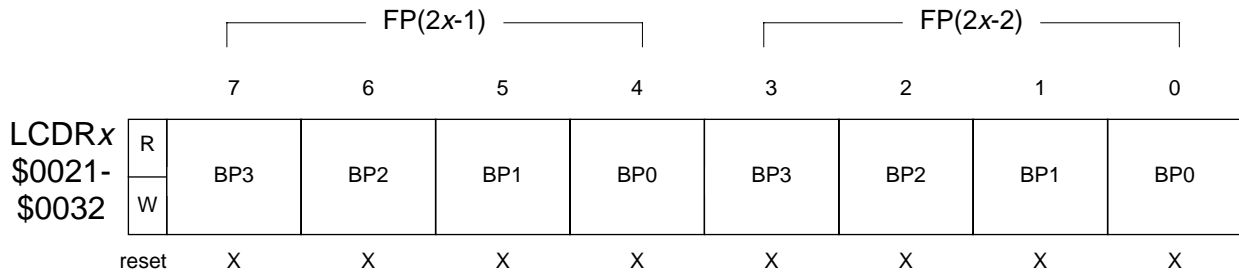 FP(2x-1) FP(2x-2)
7 6 5 4 3 2 1 0
LCDRx
$0021-
$0032
R
W
BP3 BP2 BP1 BP0 BP3 BP2 BP1 BP0
reset X X X X X X X X